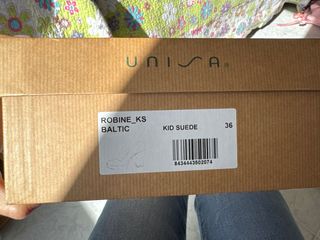 UNISA®
ROBINE_KS
BALTIC KID SUEDE 36
8434443502074